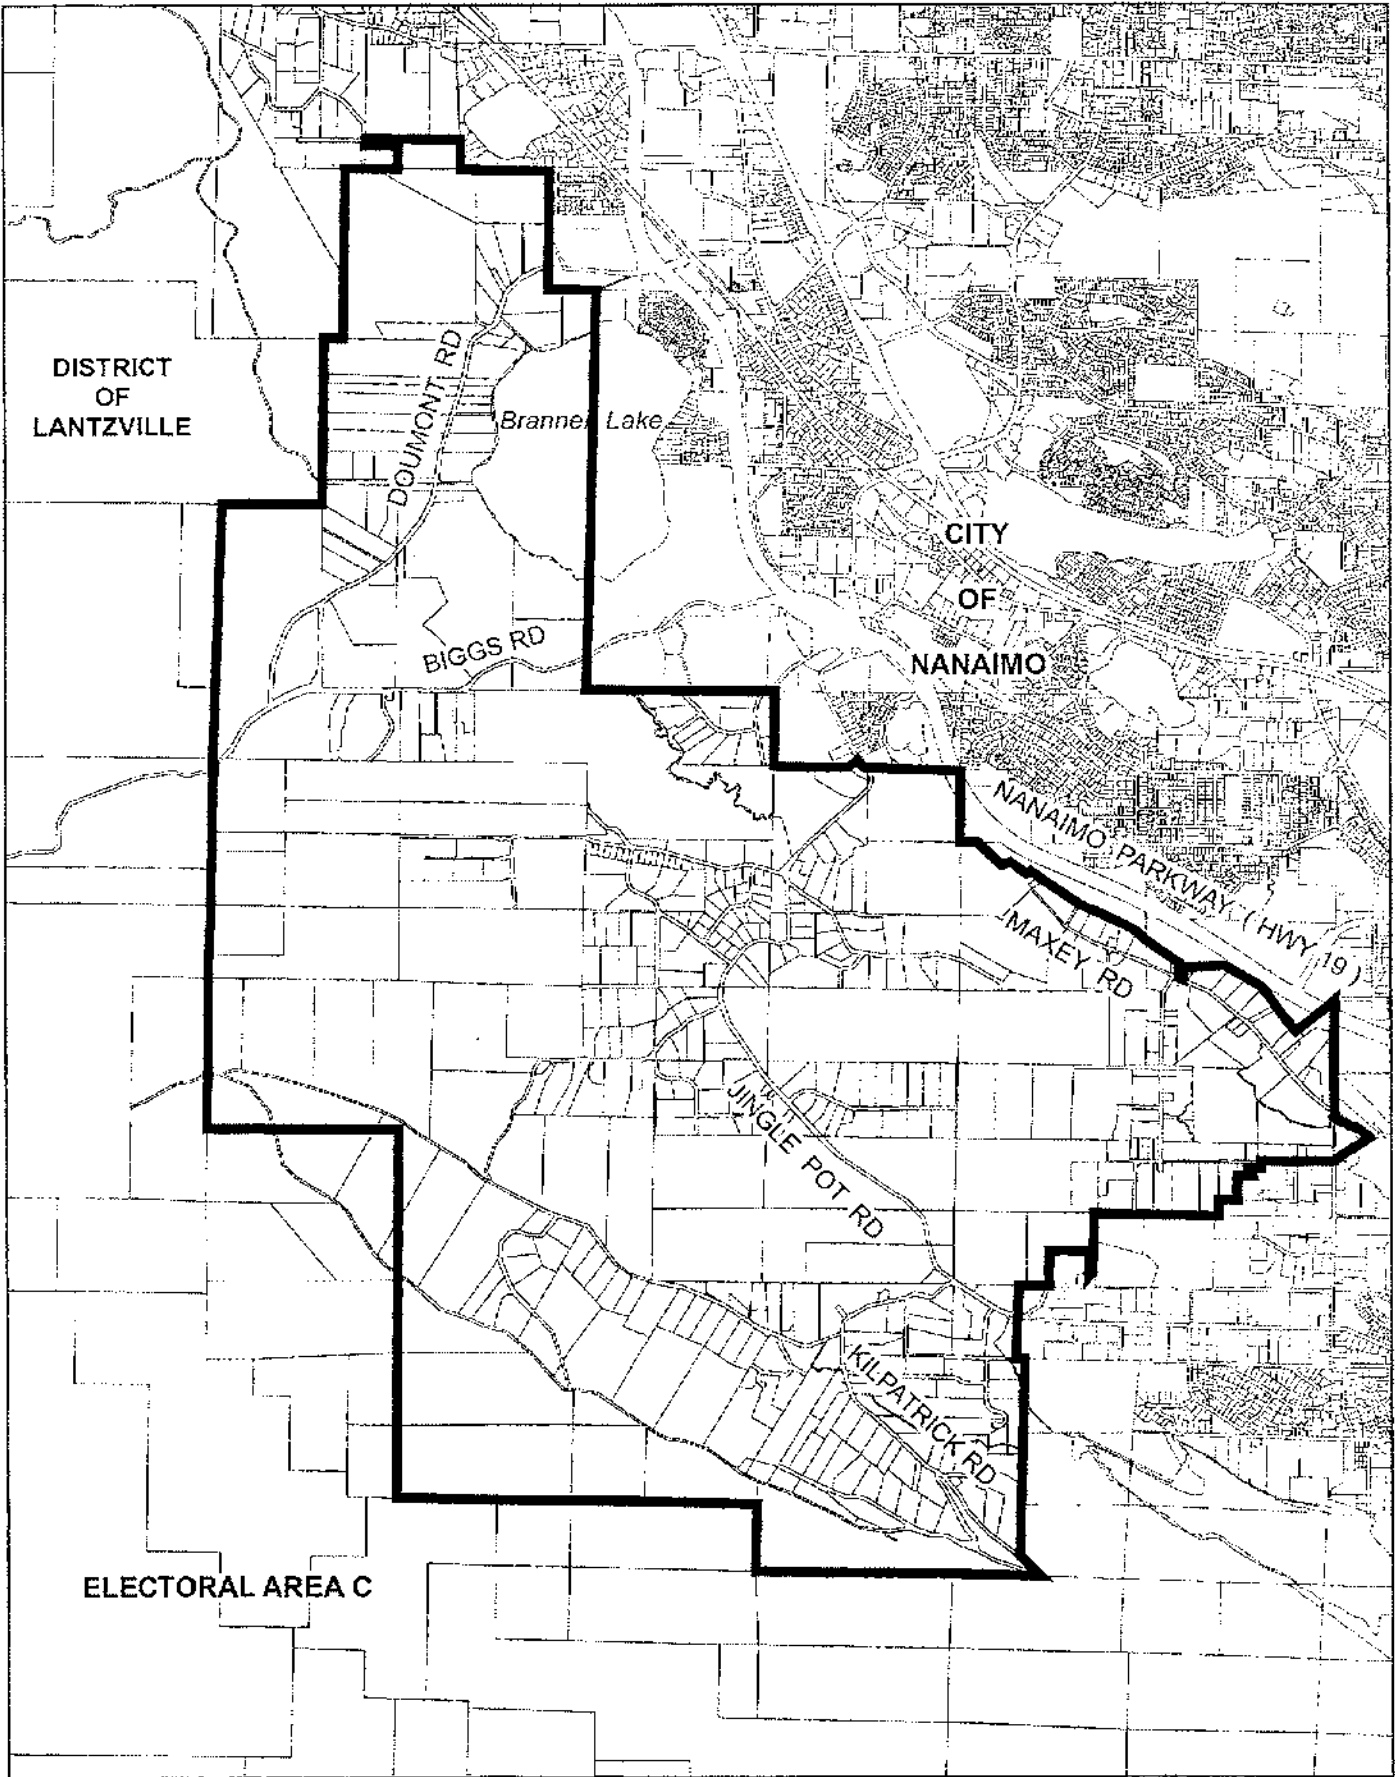 DISTRICT
OF
LANTZVILLE
DOUMONT RD
Brannen Lake
CITY
OF
NANAIMO
BIGGS RD
NANAIMO PARKWAY ( HWY 19 )
MAXEY RD
JINGLE POT RD
KILPATRICK RD
ELECTORAL AREA C